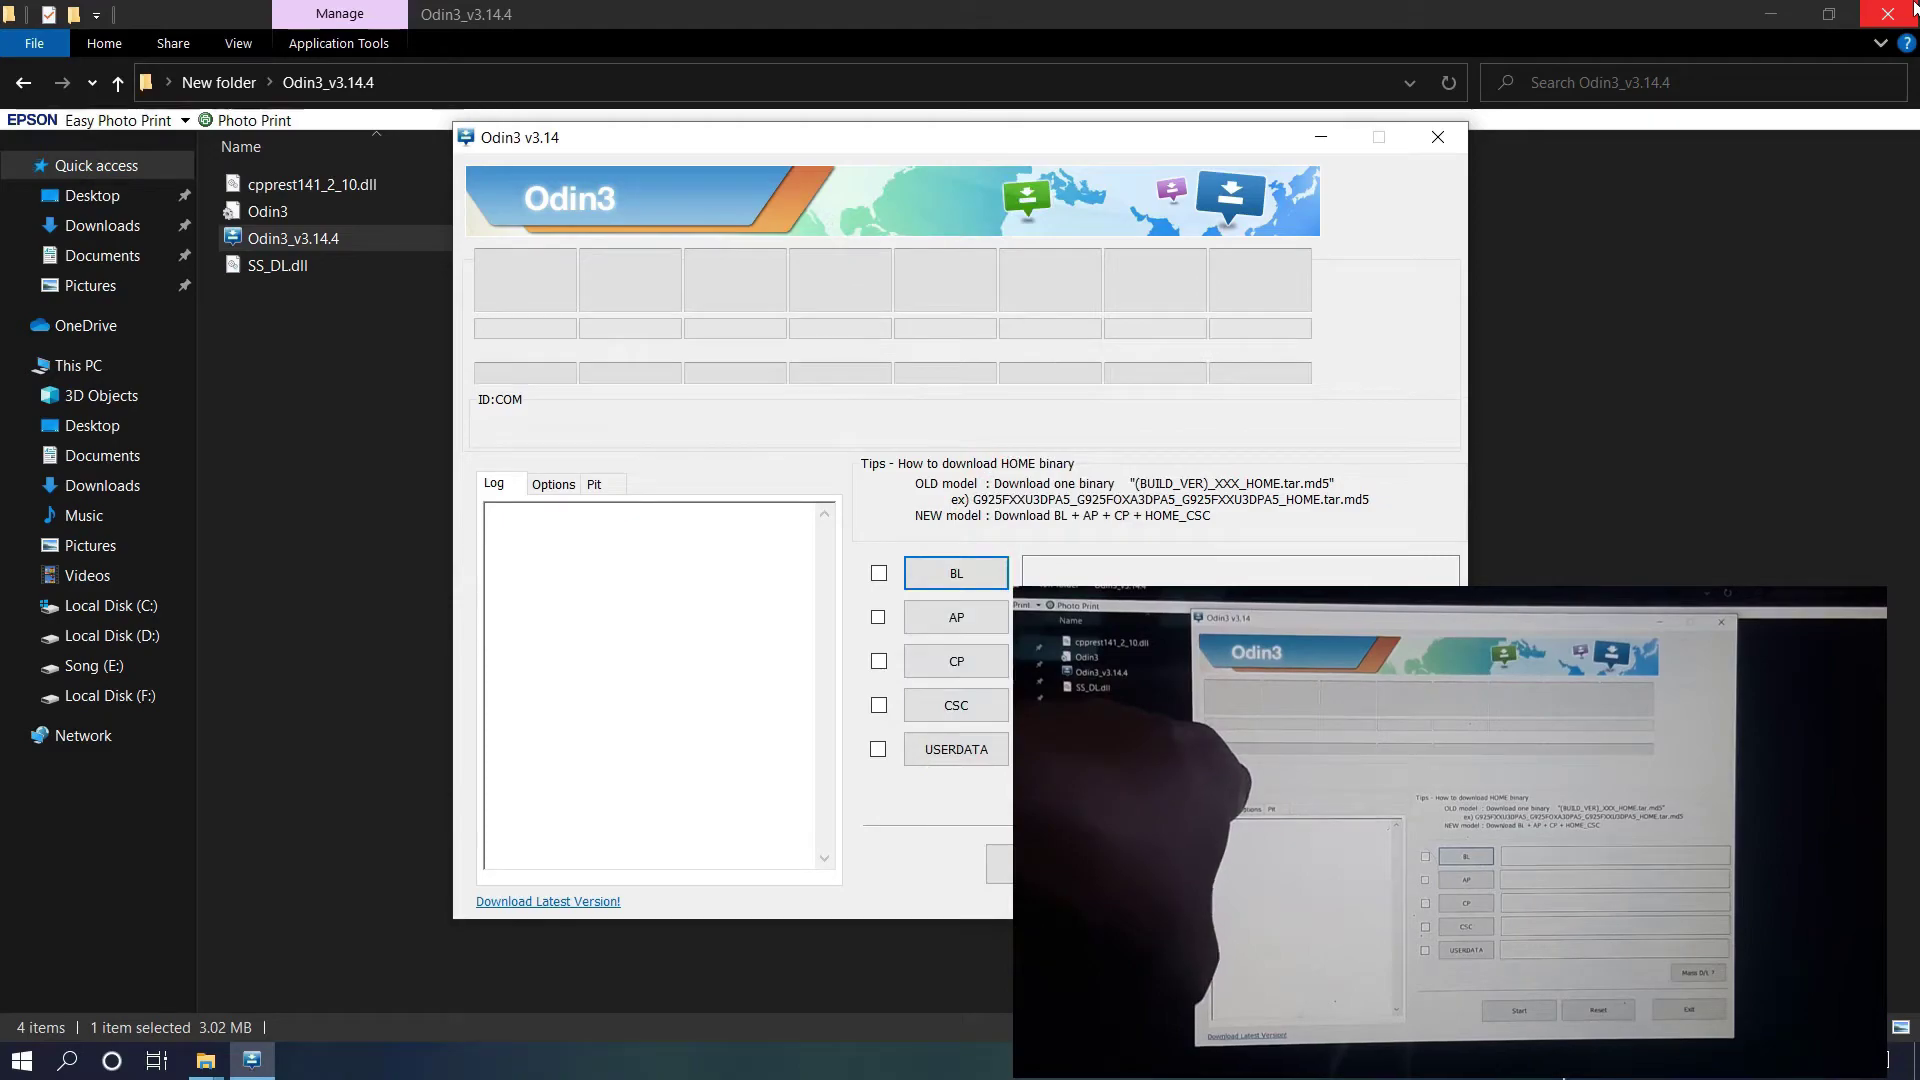 Manage
Odin3_v3.14.4
File
Home
Share
View
Application Tools
New folder
Odin3_v3.14.4
Search Odin3_v3.14.4
EPSON Easy Photo Print
Photo Print
Name
Quick access
Desktop
Downloads
Documents
Pictures
OneDrive
This PC
3D Objects
Desktop
Documents
Downloads
Music
Pictures
Videos
Local Disk (C:)
Local Disk (D:)
Song (E:)
Local Disk (F:)
Network
cpprest141_2_10.dll
Odin3
Odin3_v3.14.4
SS_DL.dll
Odin3 v3.14
Odin3
ID:COM
Log
Options
Pit
Tips - How to download HOME binary
OLD model : Download one binary "(BUILD_VER)_XXX_HOME.tar.md5"
ex) G925FXXU3DPA5_G925FOXA3DPA5_G925FXXU3DPA5_HOME.tar.md5
NEW model : Download BL + AP + CP + HOME_CSC
BL
AP
CP
CSC
USERDATA
Download Latest Version!
4 items
1 item selected 3.02 MB
Print
Photo Print
Name
cpprest141_2_10.dll
Odin3
Odin3_v3.14.4
SS_DL.dll
Odin3 v3.14
Odin3
Pit
Tips - How to download HOME binary
OLD model : Download one binary "(BUILD_VER)_XXX_HOME.tar.md5"
ex) G925FXXU3DPA5_G925FOXA3DPA5_G925FXXU3DPA5_HOME.tar.md5
NEW model : Download BL + AP + CP + HOME_CSC
BL
AP
CP
CSC
USERDATA
Mass D/L ?
Start
Reset
Exit
Download Latest Version!